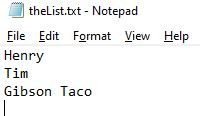 theList.txt - Notepad
File Edit Format View Help
Henry
Tim
Gibson Taco